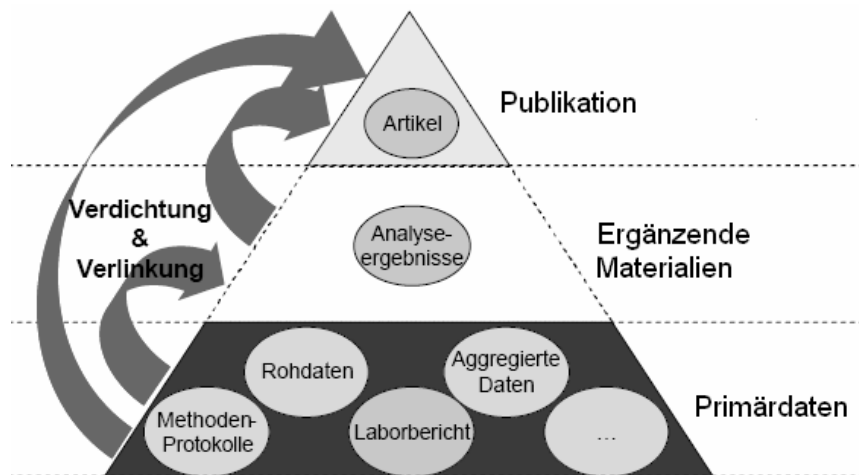 Publikation
Artikel
Verdichtung
&
Verlinkung
Analyse-
ergebnisse
Ergänzende
Materialien
Rohdaten
Aggregierte
Daten
Primärdaten
Methoden-
Protokolle
Laborbericht
...